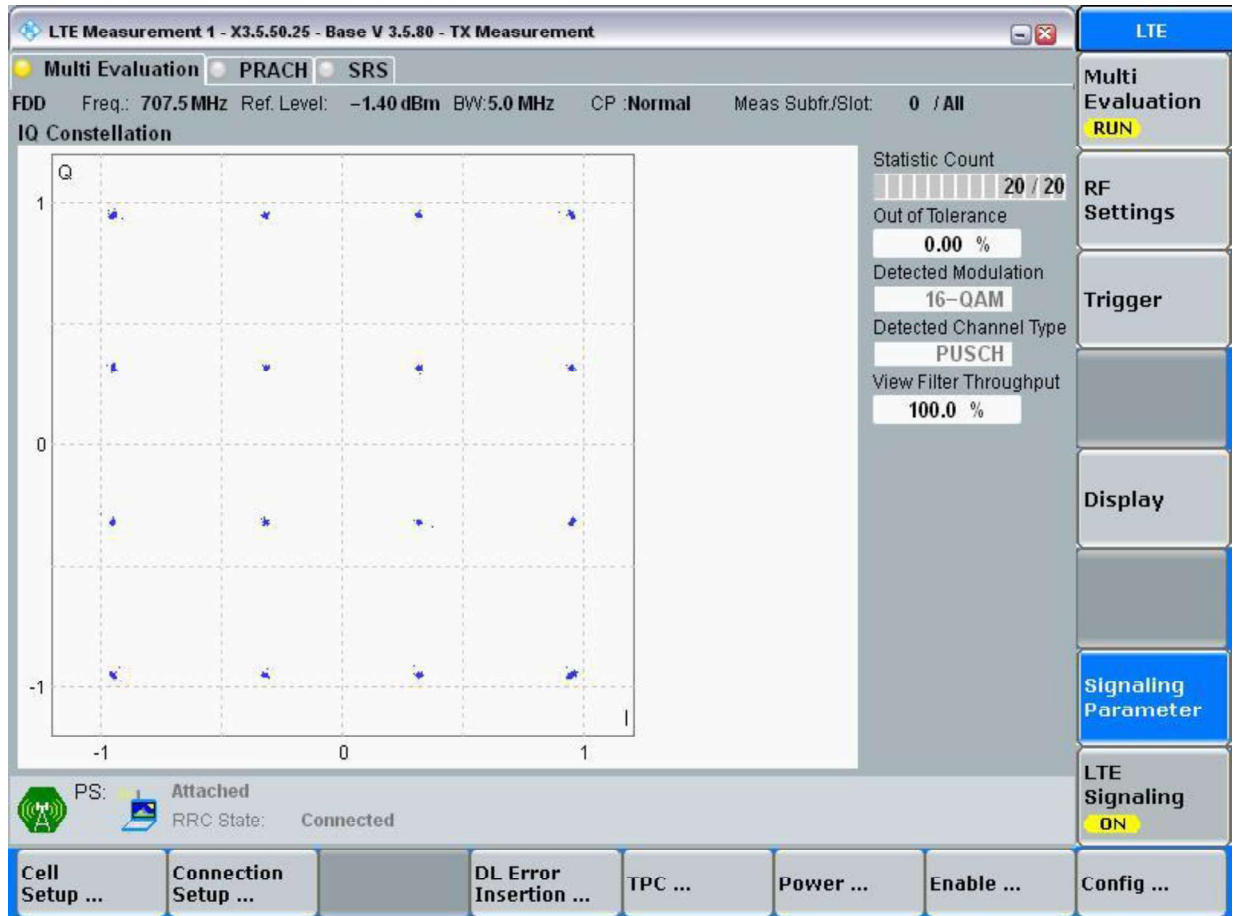 LTE Measurement 1 - X3.5.50.25 - Base V 3.5.80 - TX Measurement
LTE
Multi Evaluation PRACH SRS
FDD Freq.: 707.5 MHz Ref. Level: −1.40 dBm BW:5.0 MHz CP :Normal Meas Subfr./Slot: 0 / All
IQ Constellation
Q
1
0
-1
I
-1 0 1
Statistic Count
20 / 20
Out of Tolerance
0.00 %
Detected Modulation
16−QAM
Detected Channel Type
PUSCH
View Filter Throughput
100.0 %
Multi
Evaluation
RUN
RF
Settings
Trigger
Display
Signaling
Parameter
LTE
Signaling
ON
PS: Attached
RRC State: Connected
Cell
Setup ...
Connection
Setup ...
DL Error
Insertion ...
TPC ...
Power ...
Enable ...
Config ...